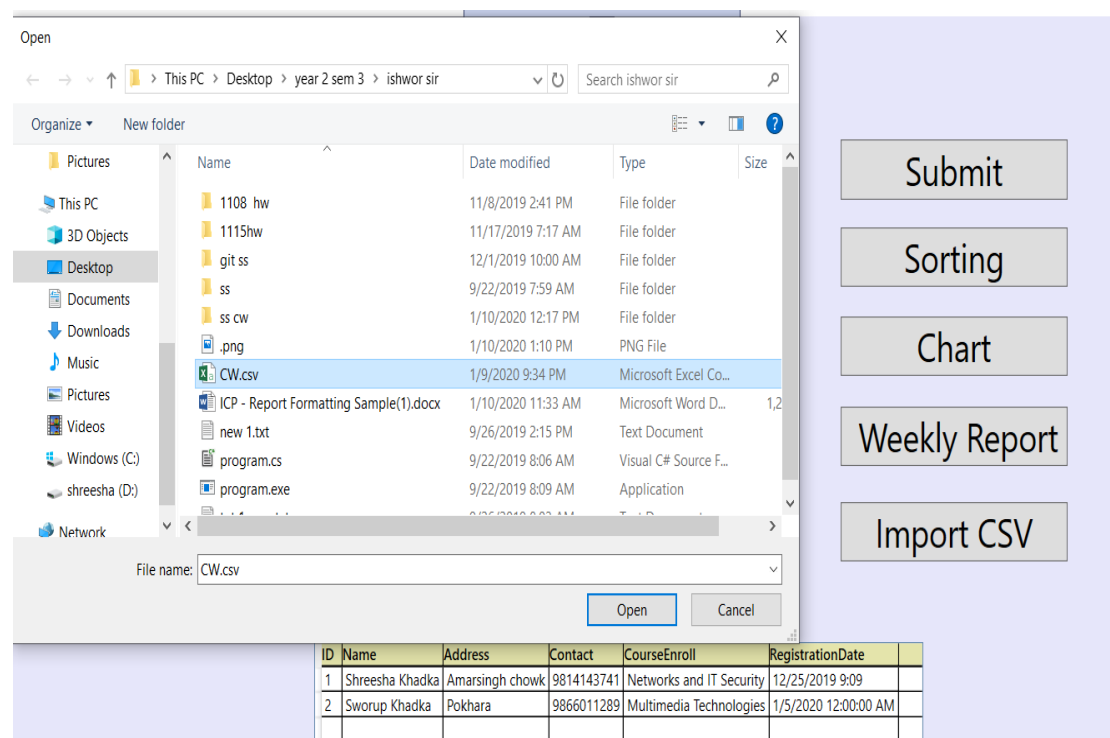 Open
This PC > Desktop > year 2 sem 3 > ishwor sir
Search ishwor sir
Organize
New folder
Pictures
This PC
3D Objects
Desktop
Documents
Downloads
Music
Pictures
Videos
Windows (C:)
shreesha (D:)
Network
Name Date modified Type Size
1108 hw 11/8/2019 2:41 PM File folder
1115hw 11/17/2019 7:17 AM File folder
git ss 12/1/2019 10:00 AM File folder
ss 9/22/2019 7:59 AM File folder
ss cw 1/10/2020 12:17 PM File folder
.png 1/10/2020 1:10 PM PNG File
CW.csv 1/9/2020 9:34 PM Microsoft Excel Co...
ICP - Report Formatting Sample(1).docx 1/10/2020 11:33 AM Microsoft Word D... 1,2
new 1.txt 9/26/2019 2:15 PM Text Document
program.cs 9/22/2019 8:06 AM Visual C# Source F...
program.exe 9/22/2019 8:09 AM Application
File name: CW.csv
Open
Cancel
Submit
Sorting
Chart
Weekly Report
Import CSV
ID Name Address Contact CourseEnroll RegistrationDate
1 Shreesha Khadka Amarsingh chowk 9814143741 Networks and IT Security 12/25/2019 9:09
2 Sworup Khadka Pokhara 9866011289 Multimedia Technologies 1/5/2020 12:00:00 AM